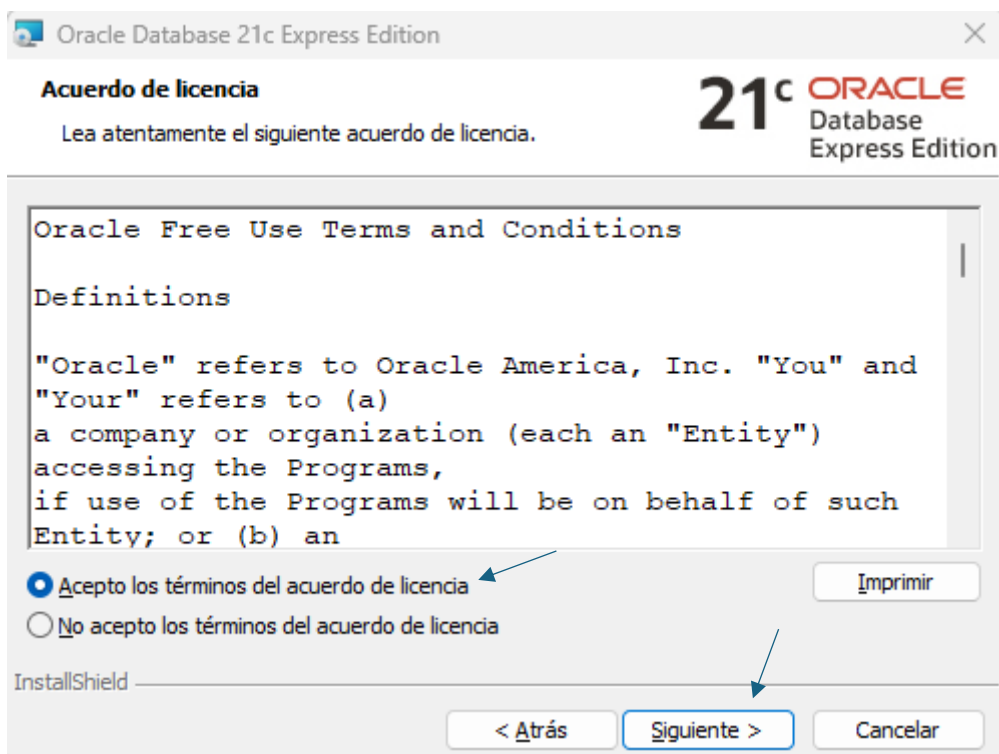 Oracle Database 21c Express Edition
Acuerdo de licencia
Lea atentamente el siguiente acuerdo de licencia.
21c ORACLE
Database
Express Edition
Oracle Free Use Terms and Conditions
Definitions
"Oracle" refers to Oracle America, Inc. "You" and
"Your" refers to (a)
a company or organization (each an "Entity")
accessing the Programs,
if use of the Programs will be on behalf of such
Entity; or (b) an
Acepto los términos del acuerdo de licencia
Imprimir
No acepto los términos del acuerdo de licencia
InstallShield
< Atrás
Siguiente >
Cancelar